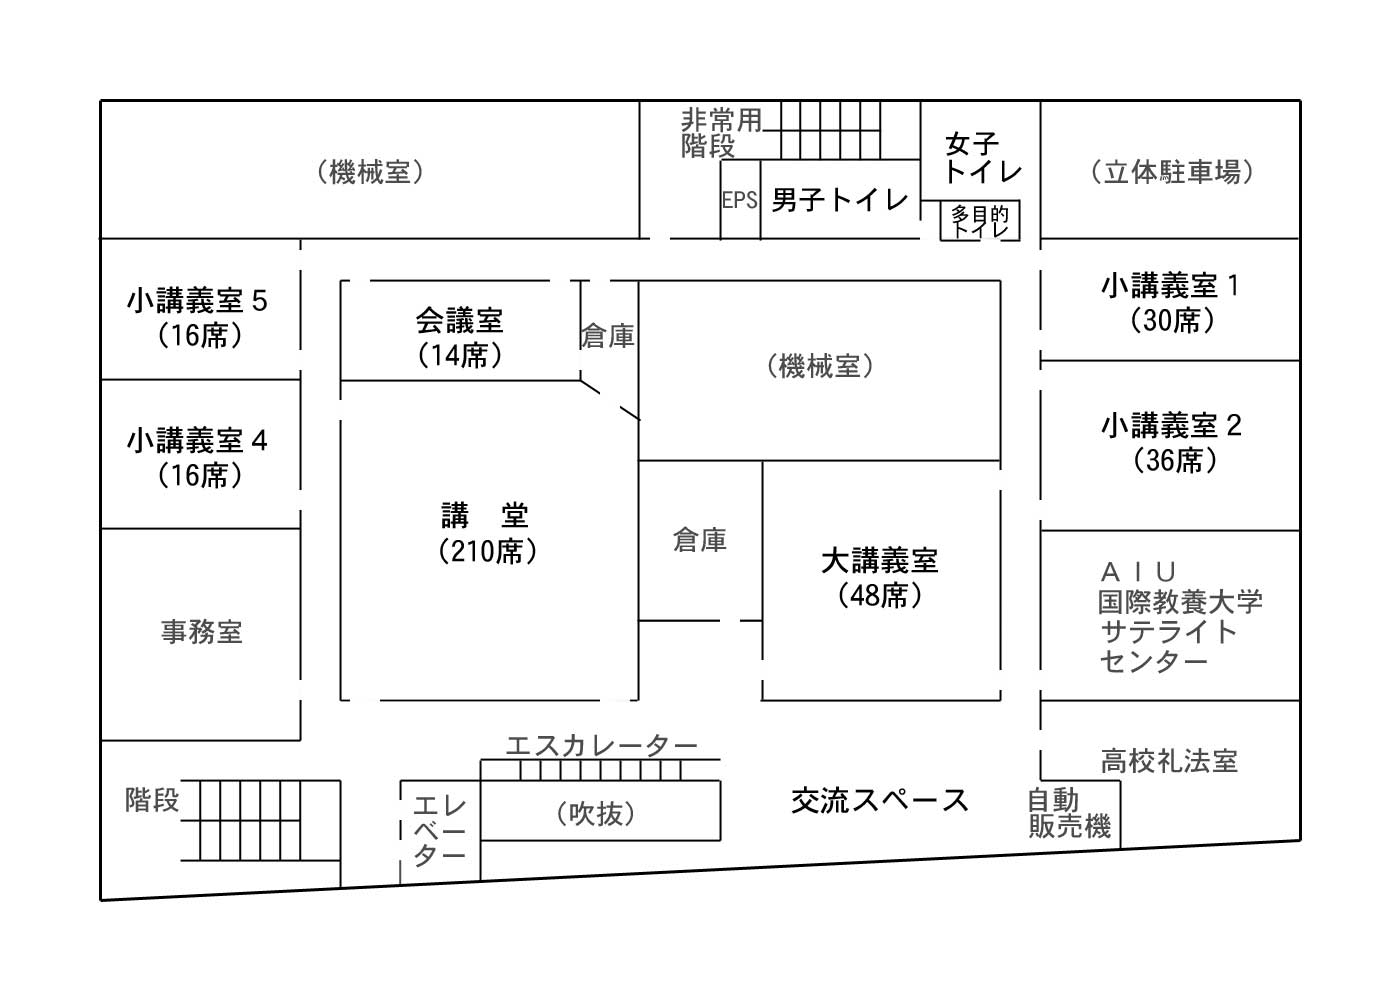 (機械室)
非常用
階段
EPS
男子トイレ
女子
トイレ
多目的
トイレ
(立体駐車場)
小講義室5
(16席)
会議室
(14席)
倉庫
(機械室)
小講義室1
(30席)
小講義室4
(16席)
小講義室2
(36席)
講　堂
(210席)
倉庫
大講義室
(48席)
AIU
国際教養大学
サテライト
センター
事務室
エスカレーター
高校礼法室
階段
エレ
ベー
ター
(吹抜)
交流スペース
自動
販売機